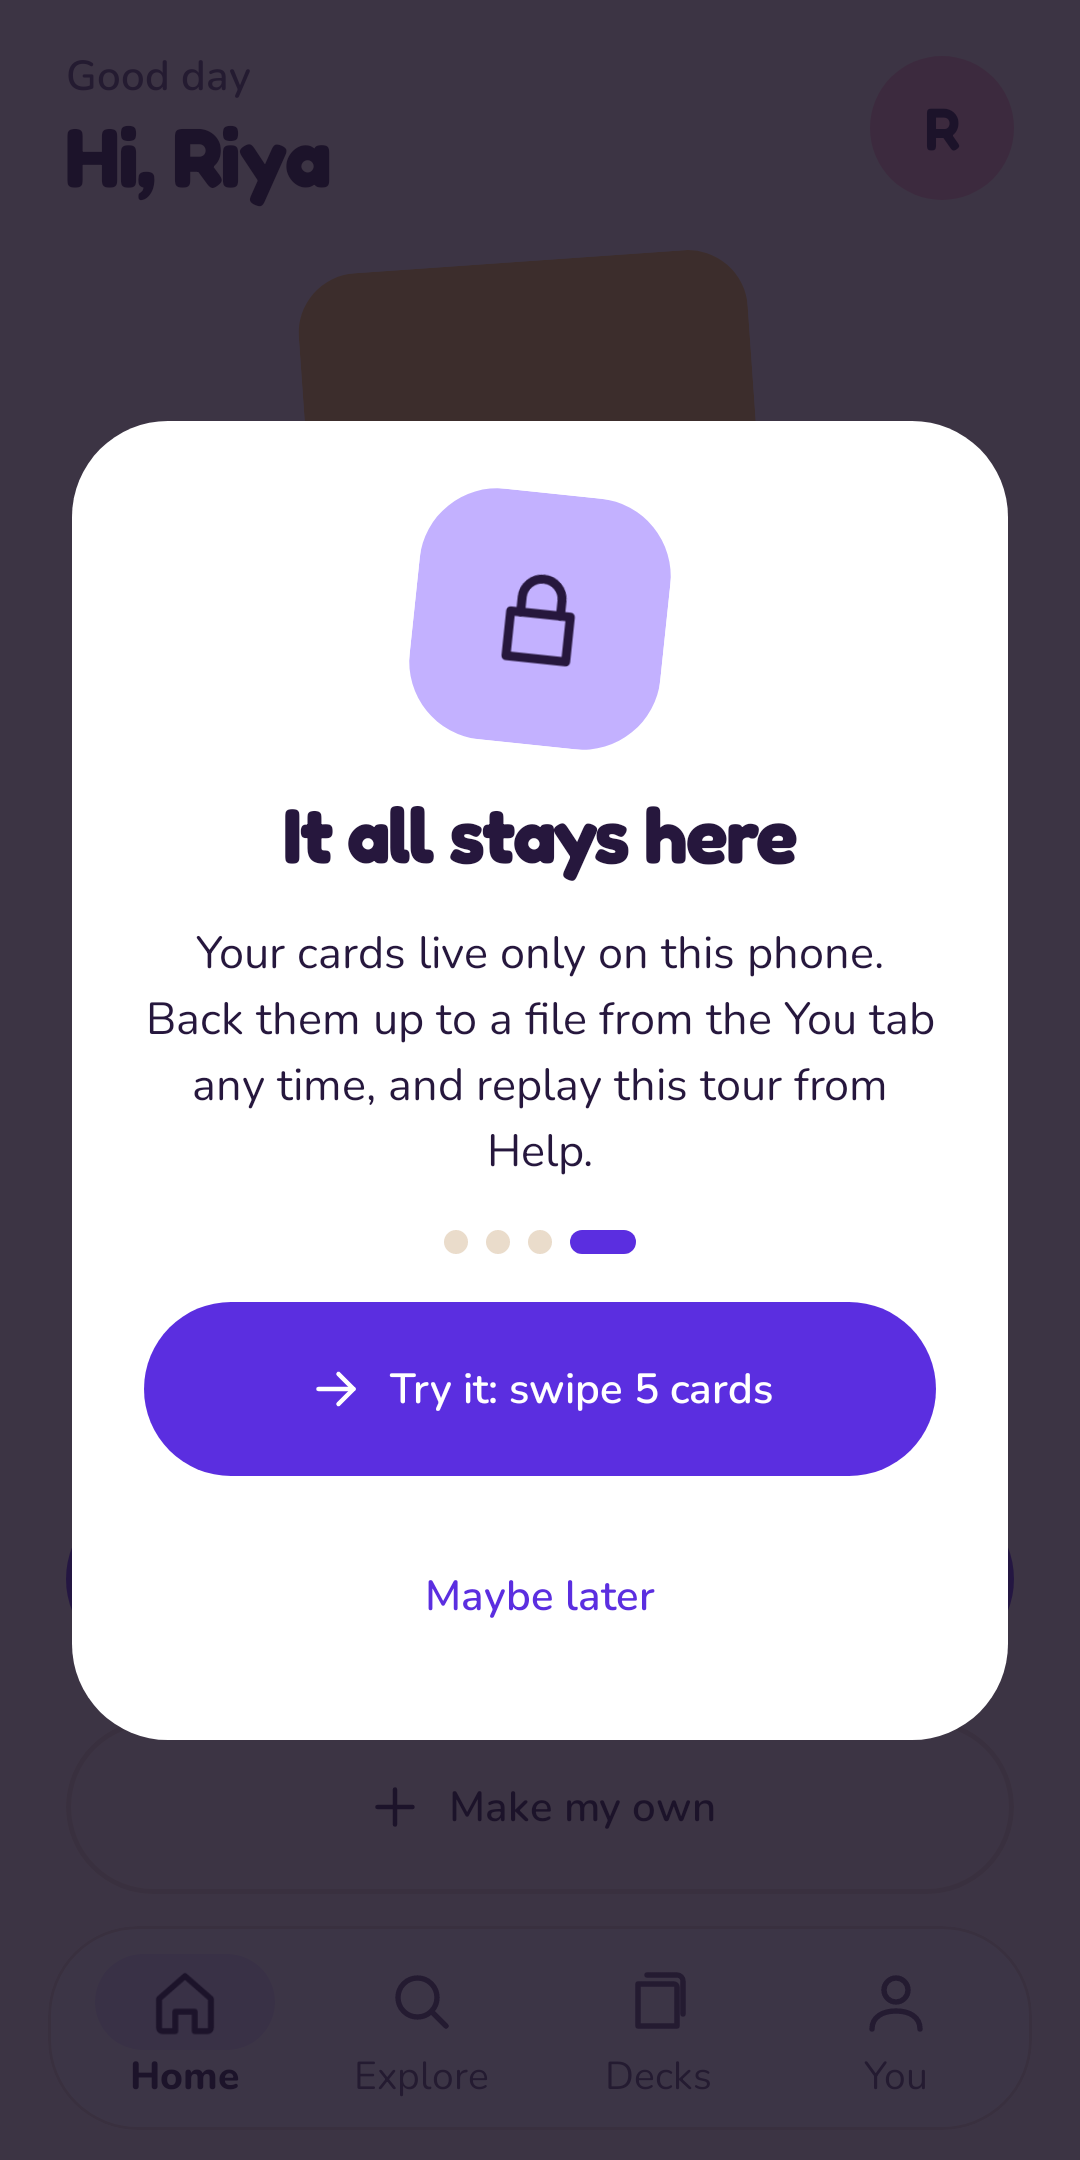 Good day
Hi, Riya
R
It all stays here
Your cards live only on this phone.
Back them up to a file from the You tab
any time, and replay this tour from
Help.
Try it: swipe 5 cards
Maybe later
Make my own
Home
Explore
Decks
You